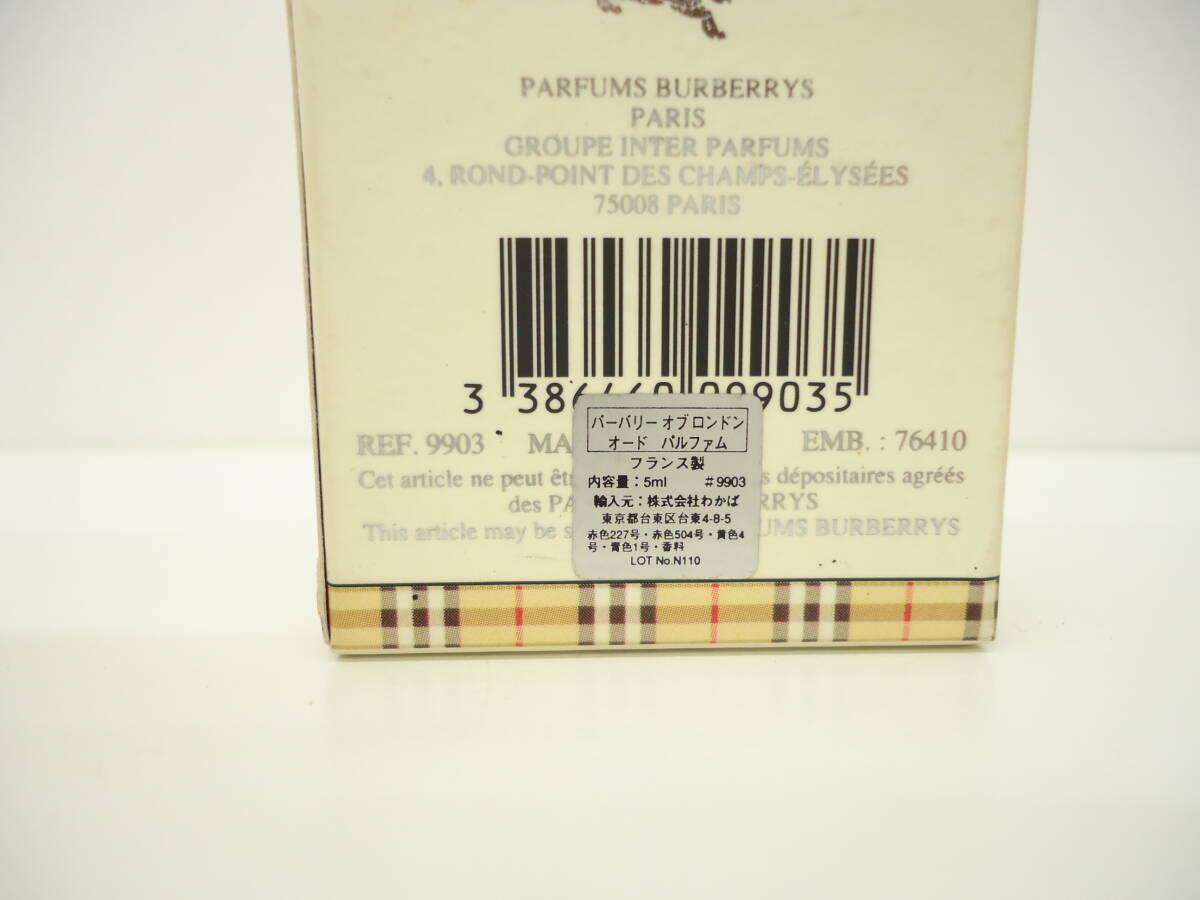 PARFUMS BURBERRYS
PARIS
GROUPE INTER PARFUMS
4, ROND-POINT DES CHAMPS-ÉLYSÉES
75008 PARIS
3 386460 099035
REF. 9903 MA EMB. : 76410
Cet article ne peut êt s dépositaires agréés
des PA RRYS
This article may be s UMS BURBERRYS
バーバリー オブ ロンドン
オード パルファム
フランス製
内容量:5ml #9903
輸入元:株式会社わかば
東京都台東区台東4-8-5
赤色227号・赤色504号・黄色4
号・青色1号・香料
LOT No.N110